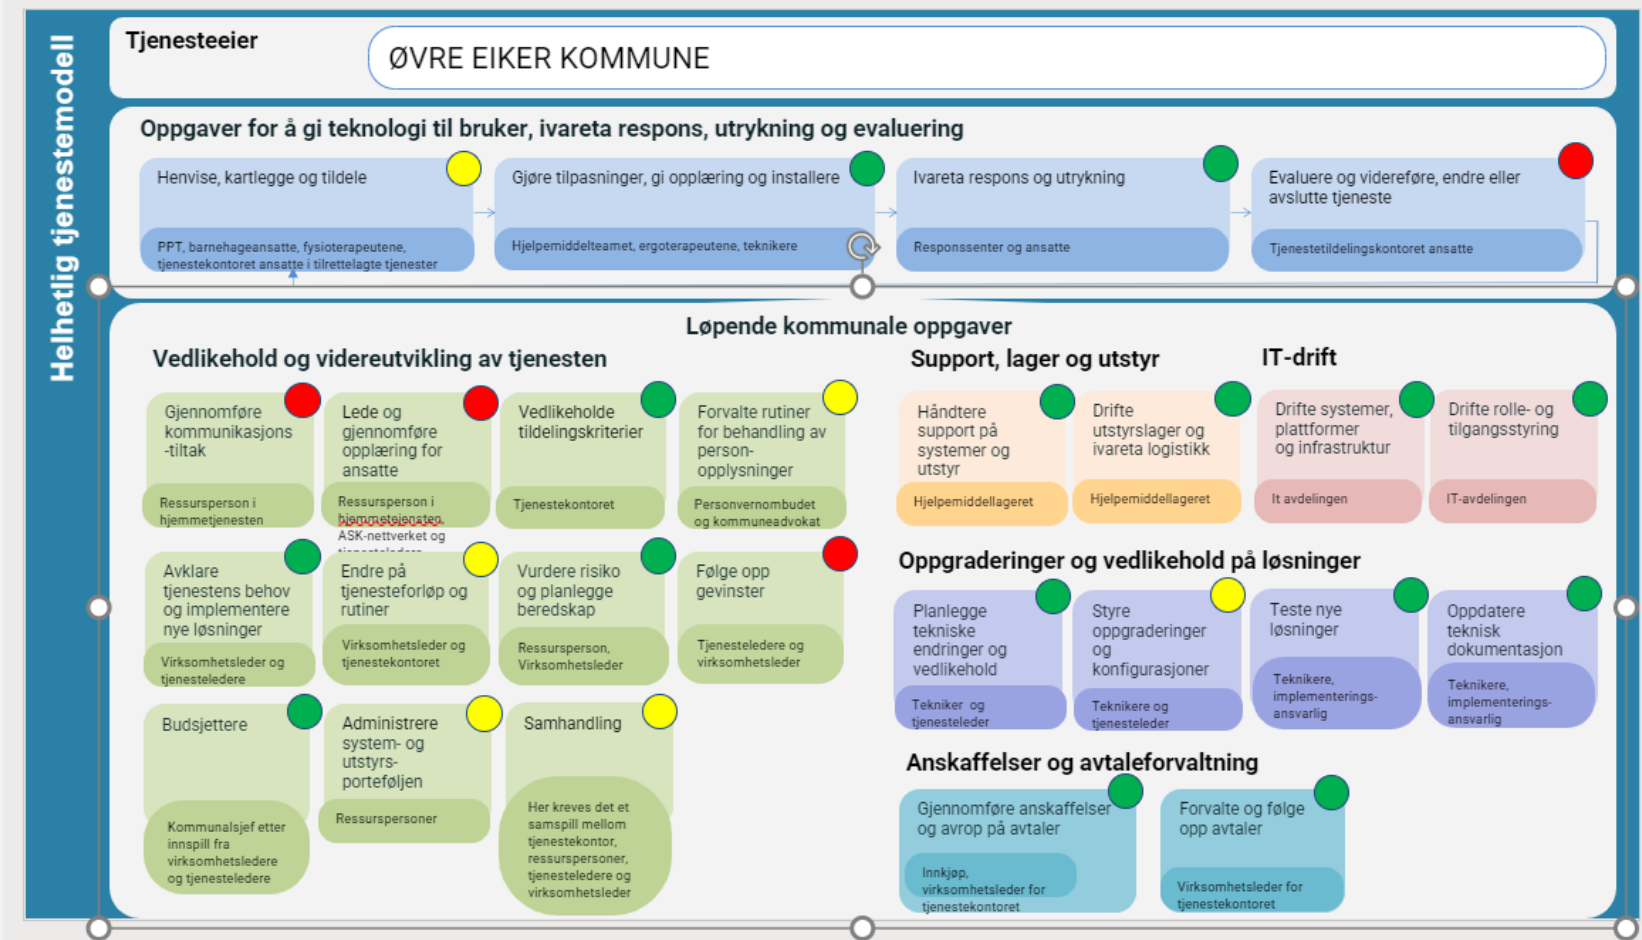 Helhetlig tjenestemodell
Tjenesteeier
ØVRE EIKER KOMMUNE
Oppgaver for å gi teknologi til bruker, ivareta respons, utrykning og evaluering
Henvise, kartlegge og tildele
PPT, barnehageansatte, fysioterapeutene,
tjenestekontoret ansatte i tilrettelagte tjenester
Gjøre tilpasninger, gi opplæring og installere
Hjelpemiddelteamet, ergoterapeutene, teknikere
Ivareta respons og utrykning
Responssenter og ansatte
Evaluere og videreføre, endre eller
avslutte tjeneste
Tjenestetildelingskontoret ansatte
Løpende kommunale oppgaver
Vedlikehold og videreutvikling av tjenesten
Gjennomføre
kommunikasjons
-tiltak
Ressursperson i
hjemmetjenesten
Lede og
gjennomføre
opplæring for
ansatte
Ressursperson i
hjemmetejensten,
ASK-nettverket og
Vedlikeholde
tildelingskriterier
Tjenestekontoret
Forvalte rutiner
for behandling av
person-
opplysninger
Personvernombudet
og kommuneadvokat
Avklare
tjenestens behov
og implementere
nye løsninger
Virksomhetsleder og
tjenesteledere
Endre på
tjenesteforløp og
rutiner
Virksomhetsleder og
tjenestekontoret
Vurdere risiko
og planlegge
beredskap
Ressursperson,
Virksomhetsleder
Følge opp
gevinster
Tjenesteledere og
virksomhetsleder
Budsjettere
Kommunalsjef etter
innspill fra
virksomhetsledere
og tjenesteledere
Administrere
system- og
utstyrs-
porteføljen
Ressurspersoner
Samhandling
Her kreves det et
samspill mellom
tjenestekontor,
ressurspersoner,
tjenesteledere og
virksomhetsleder
Support, lager og utstyr
Håndtere
support på
systemer og
utstyr
Hjelpemiddellageret
Drifte
utstyrslager og
ivareta logistikk
Hjelpemiddellageret
IT-drift
Drifte systemer,
plattformer
og infrastruktur
It avdelingen
Drifte rolle- og
tilgangsstyring
IT-avdelingen
Oppgraderinger og vedlikehold på løsninger
Planlegge
tekniske
endringer og
vedlikehold
Tekniker og
tjenesteleder
Styre
oppgraderinger
og
konfigurasjoner
Teknikere og
tjenesteleder
Teste nye
løsninger
Teknikere,
implementerings-
ansvarlig
Oppdatere
teknisk
dokumentasjon
Teknikere,
implementerings-
ansvarlig
Anskaffelser og avtaleforvaltning
Gjennomføre anskaffelser
og avrop på avtaler
Innkjøp,
virksomhetsleder for
tjenestekontoret
Forvalte og følge
opp avtaler
Virksomhetsleder for
tjenestekontoret